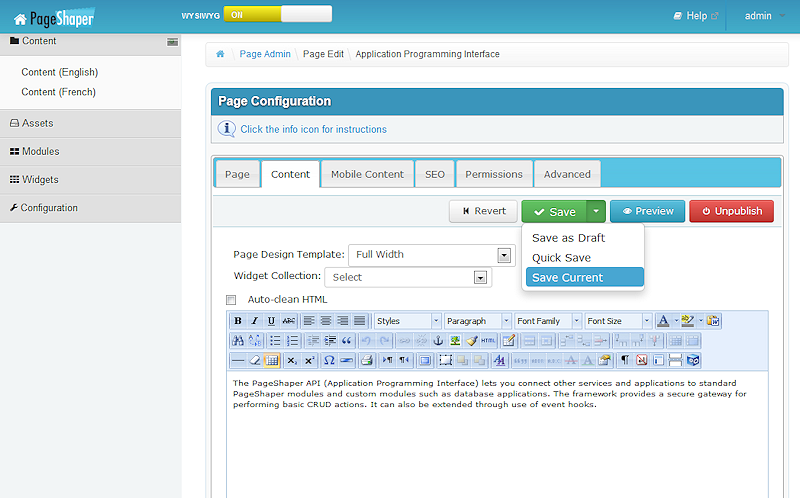 PageShaper
WYSIWYG ON
Help
admin
Content
Content (English)
Content (French)
Assets
Modules
Widgets
Configuration
Page Admin \ Page Edit \ Application Programming Interface
Page Configuration
Click the info icon for instructions
Page
Content
Mobile Content
SEO
Permissions
Advanced
Revert
Save
Preview
Unpublish
Save as Draft
Quick Save
Save Current
Page Design Template: Full Width
Widget Collection: Select
Auto-clean HTML
B I U ABC Styles Paragraph Font Family Font Size A
HTML
The PageShaper API (Application Programming Interface) lets you connect other services and applications to standard
PageShaper modules and custom modules such as database applications. The framework provides a secure gateway for
performing basic CRUD actions. It can also be extended through use of event hooks.